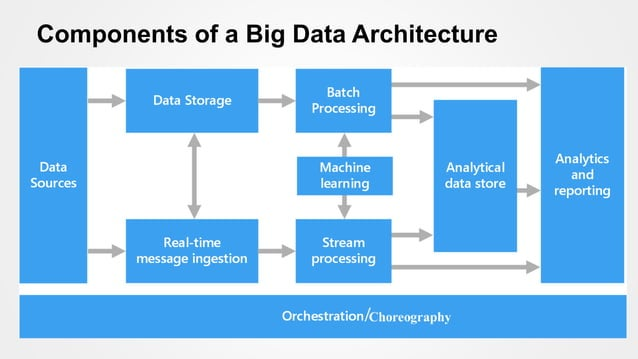 Components of a Big Data Architecture
Data
Sources
Data Storage
Real-time
message ingestion
Batch
Processing
Machine
learning
Stream
processing
Analytical
data store
Analytics
and
reporting
Orchestration/Choreography